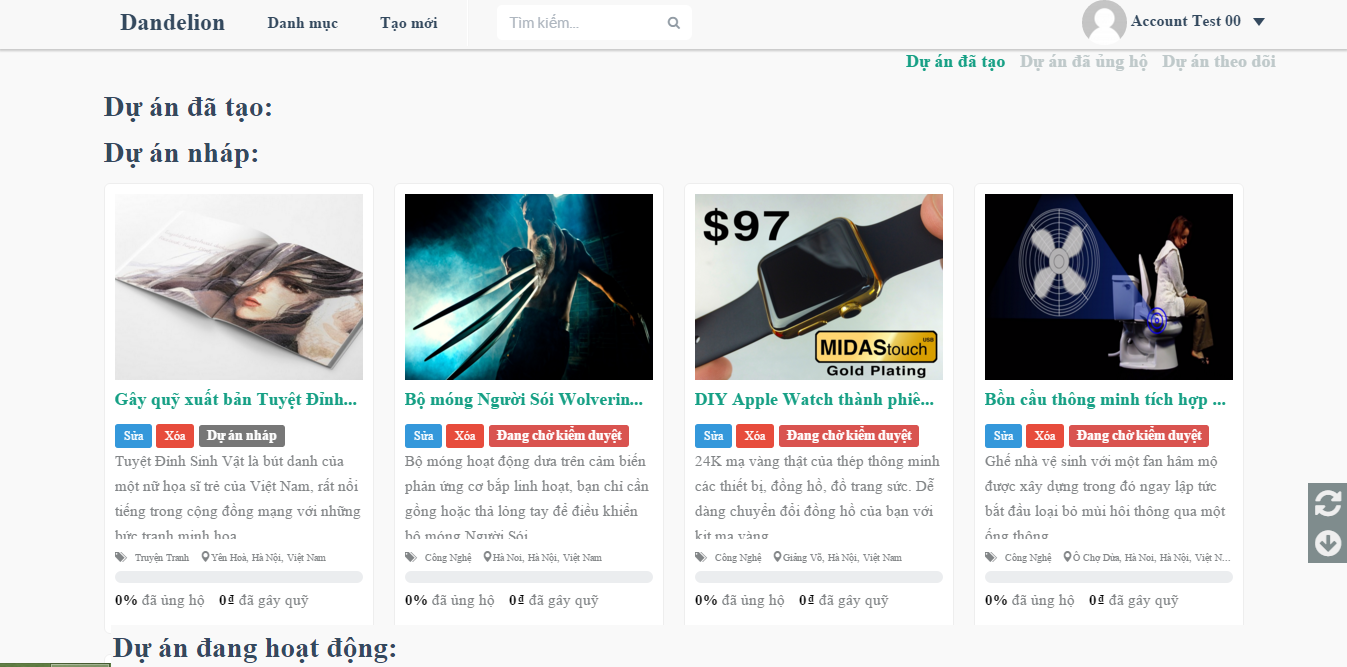 Dandelion Danh mục Tạo mới Tìm kiếm... Account Test 00
Dự án đã tạo Dự án đã ủng hộ Dự án theo dõi
Dự án đã tạo:
Dự án nháp:
Gây quỹ xuất bản Tuyệt Đỉnh...
Sửa Xóa Dự án nháp
Tuyệt Đỉnh Sinh Vật là bút danh của
một nữ họa sĩ trẻ của Việt Nam, rất nổi
tiếng trong cộng đồng mạng với những
bức tranh minh họa
Truyện Tranh Yên Hoà, Hà Nội, Việt Nam
0% đã ủng hộ 0₫ đã gây quỹ
Bộ móng Người Sói Wolverin...
Sửa Xóa Đang chờ kiểm duyệt
Bộ móng hoạt động dưa trên cảm biến
phản ứng cơ bắp linh hoạt, bạn chỉ cần
gồng hoặc thả lỏng tay để điều khiển
bộ móng Người Sói
Công Nghệ Hà Noi, Hà Nội, Việt Nam
0% đã ủng hộ 0₫ đã gây quỹ
$97
MIDAStouch USB
Gold Plating
DIY Apple Watch thành phiê...
Sửa Xóa Đang chờ kiểm duyệt
24K mạ vàng thật của thép thông minh
các thiết bị, đồng hồ, đồ trang sức. Dễ
dàng chuyển đổi đồng hồ của bạn với
kit mạ vàng
Công Nghệ Giảng Võ, Hà Nội, Việt Nam
0% đã ủng hộ 0₫ đã gây quỹ
Bồn cầu thông minh tích hợp ...
Sửa Xóa Đang chờ kiểm duyệt
Ghế nhà vệ sinh với một fan hâm mộ
được xây dựng trong đó ngay lập tức
bắt đầu loại bỏ mùi hôi thông qua một
ống thông
Công Nghệ Ô Chợ Dừa, Hà Noi, Hà Nội, Việt N...
0% đã ủng hộ 0₫ đã gây quỹ
Dự án đang hoạt động: